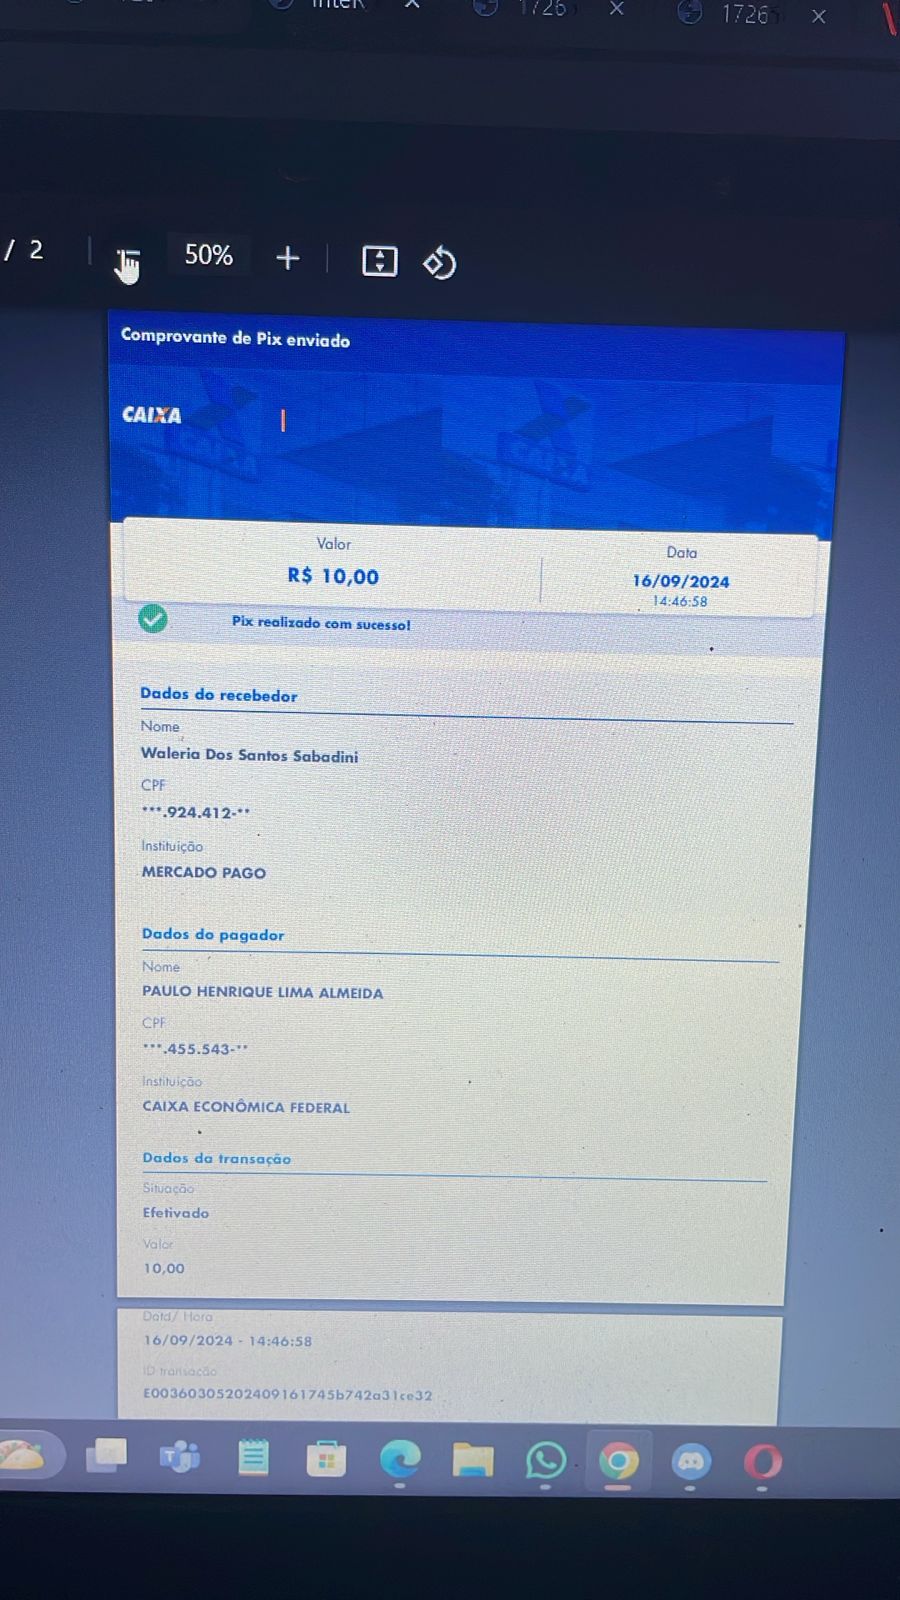 Inter
1726
1726
/ 2
50%
Comprovante de Pix enviado
CAIXA
Valor
R$ 10,00
Data
16/09/2024
14:46:58
Pix realizado com sucesso!
Dados do recebedor
Nome
Waleria Dos Santos Sabadini
CPF
***.924.412-**
Instituição
MERCADO PAGO
Dados do pagador
Nome
PAULO HENRIQUE LIMA ALMEIDA
CPF
***.455.543-**
Instituição
CAIXA ECONÔMICA FEDERAL
Dados da transação
Situação
Efetivado
Valor
10,00
Data/ Hora
16/09/2024 - 14:46:58
ID transação
E00360305202409161745b742a31ce32